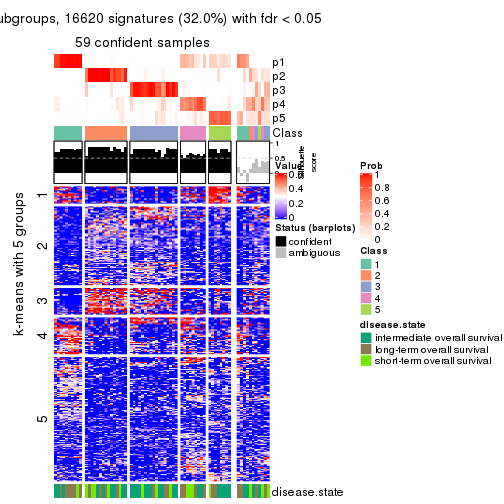 ubgroups, 16620 signatures (32.0%) with fdr < 0.05
59 confident samples
p1
p2
p3
p4
p5
Class
1
0.5
0
Silhouette
score
Value
0.6
0.4
0.2
0
Status (barplots)
confident
ambiguous
Prob
1
0.8
0.6
0.4
0.2
0
Class
1
2
3
4
5
disease.state
intermediate overall survival
long-term overall survival
short-term overall survival
k-means with 5 groups
1
2
3
4
5
disease.state